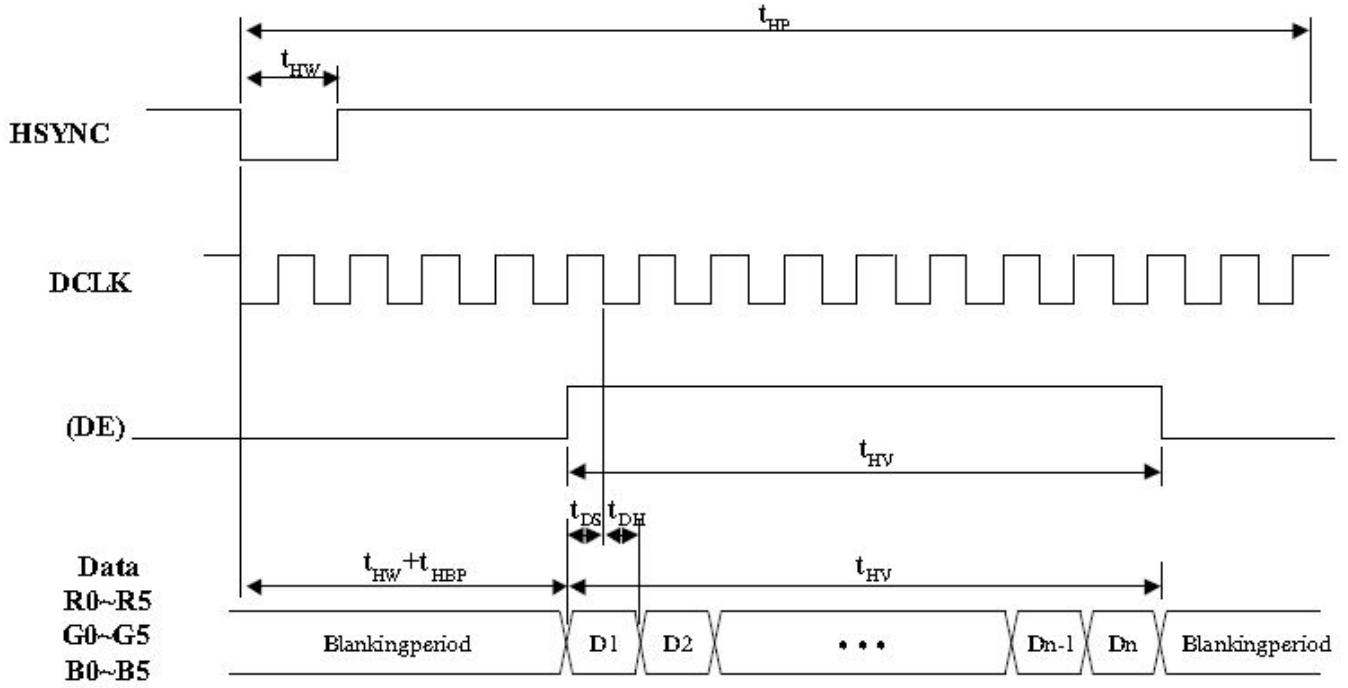 tHP
tHW
HSYNC
DCLK
(DE)
tHV
tDS tDH
Data
R0~R5
G0~G5
B0~B5
tHW+tHBP
tHV
Blankingperiod D1 D2 ••• Dn-1 Dn Blankingperiod